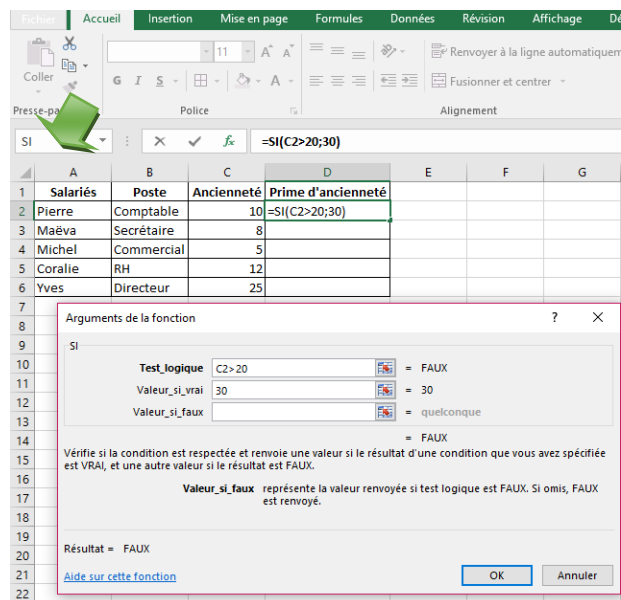 Fichier Accueil Insertion Mise en page Formules Données Révision Affichage Dé
11 A A Renvoyer à la ligne automatiquem
Coller G I S A Fusionner et centrer
Presse-pa Police Alignement
SI fx =SI(C2>20;30)
A B C D E F G
1 Salariés Poste Ancienneté Prime d'ancienneté
2 Pierre Comptable 10 =SI(C2>20;30)
3 Maëva Secrétaire 8
4 Michel Commercial 5
5 Coralie RH 12
6 Yves Directeur 25
7
8 Arguments de la fonction ? X
9 SI
10 Test_logique C2>20 = FAUX
11 Valeur_si_vrai 30 = 30
12 Valeur_si_faux = quelconque
13
14 = FAUX
15 Vérifie si la condition est respectée et renvoie une valeur si le résultat d'une condition que vous avez spécifiée
16 est VRAI, et une autre valeur si le résultat est FAUX.
17 Valeur_si_faux représente la valeur renvoyée si test logique est FAUX. Si omis, FAUX
18 est renvoyé.
19
20 Résultat = FAUX
21 Aide sur cette fonction OK Annuler
22